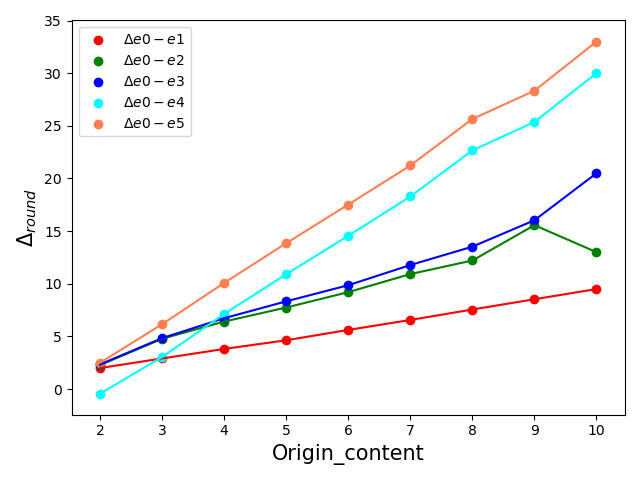 35
30
25
20
15
10
5
0
Δe0 − e1
Δe0 − e2
Δe0 − e3
Δe0 − e4
Δe0 − e5
Δround
2 3 4 5 6 7 8 9 10
Origin_content